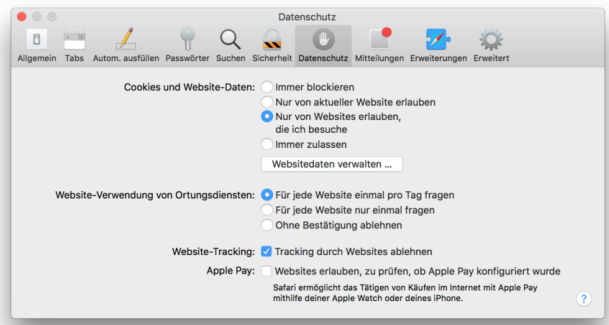 Datenschutz
Allgemein Tabs Autom. ausfüllen Passwörter Suchen Sicherheit Datenschutz Mitteilungen Erweiterungen Erweitert
Cookies und Website-Daten: Immer blockieren
Nur von aktueller Website erlauben
Nur von Websites erlauben,
die ich besuche
Immer zulassen
Websitedaten verwalten ...
Website-Verwendung von Ortungsdiensten: Für jede Website einmal pro Tag fragen
Für jede Website nur einmal fragen
Ohne Bestätigung ablehnen
Website-Tracking: Tracking durch Websites ablehnen
Apple Pay: Websites erlauben, zu prüfen, ob Apple Pay konfiguriert wurde
Safari ermöglicht das Tätigen von Käufen im Internet mit Apple Pay
mithilfe deiner Apple Watch oder deines iPhone.
?